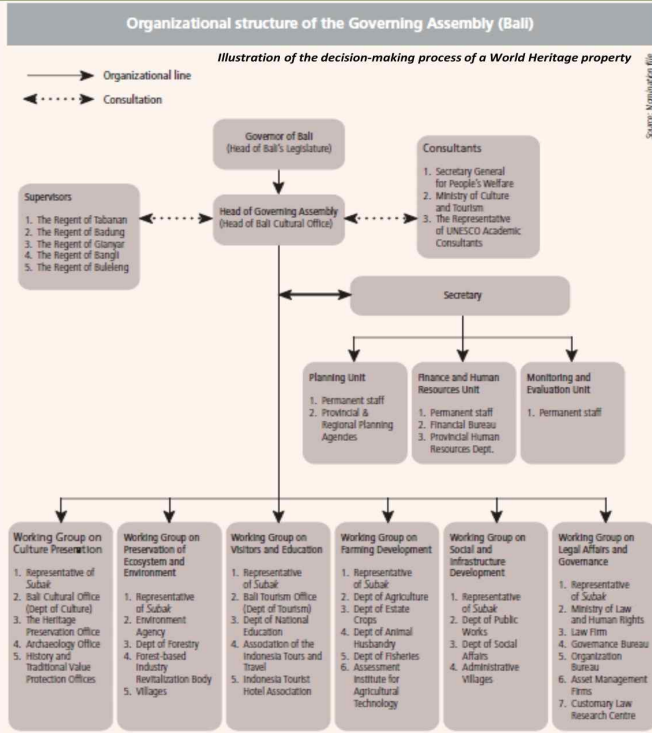 Organizational structure of the Governing Assembly (Bali)
Illustration of the decision-making process of a World Heritage property
Source: Nomination file
Organizational line
Consultation
Governor of Bali
(Head of Bali's Legislature)
Consultants
1. Secretary General
for People's Welfare
2. Ministry of Culture
and Tourism
3. The Representative
of UNESCO Academic
Consultants
Supervisors
1. The Regent of Tabanan
2. The Regent of Badung
3. The Regent of Gianyar
4. The Regent of Bangli
5. The Regent of Buleleng
Head of Governing Assembly
(Head of Bali Cultural Office)
Secretary
Planning Unit
1. Permanent staff
2. Provincial &
Regional Planning
Agencies
Finance and Human
Resources Unit
1. Permanent staff
2. Financial Bureau
3. Provincial Human
Resources Dept.
Monitoring and
Evaluation Unit
1. Permanent staff
Working Group on
Culture Preservation
1. Representative of
Subak
2. Bali Cultural Office
(Dept of Culture)
3. The Heritage
Preservation Office
4. Archaeology Office
5. History and
Traditional Value
Protection Offices
Working Group on
Preservation of
Ecosystem and
Environment
1. Representative
of Subak
2. Environment
Agency
3. Dept of Forestry
4. Forest-based
Industry
Revitalization Body
5. Villages
Working Group on
Visitors and Education
1. Representative
of Subak
2. Bali Tourism Office
(Dept of Tourism)
3. Dept of National
Education
4. Association of the
Indonesia Tours and
Travel
5. Indonesia Tourist
Hotel Association
Working Group on
Farming Development
1. Representative
of Subak
2. Dept of Agriculture
3. Dept of Estate
Crops
4. Dept of Animal
Husbandry
5. Dept of Fisheries
6. Assessment
Institute for
Agricultural
Technology
Working Group on
Social and
Infrastructure
Development
1. Representative
of Subak
2. Dept of Public
Works
3. Dept of Social
Affairs
4. Administrative
Villages
Working Group on
Legal Affairs and
Governance
1. Representative
of Subak
2. Ministry of Law
and Human Rights
3. Law Firm
4. Governance Bureau
5. Organization
Bureau
6. Asset Management
Firms
7. Customary Law
Research Centre